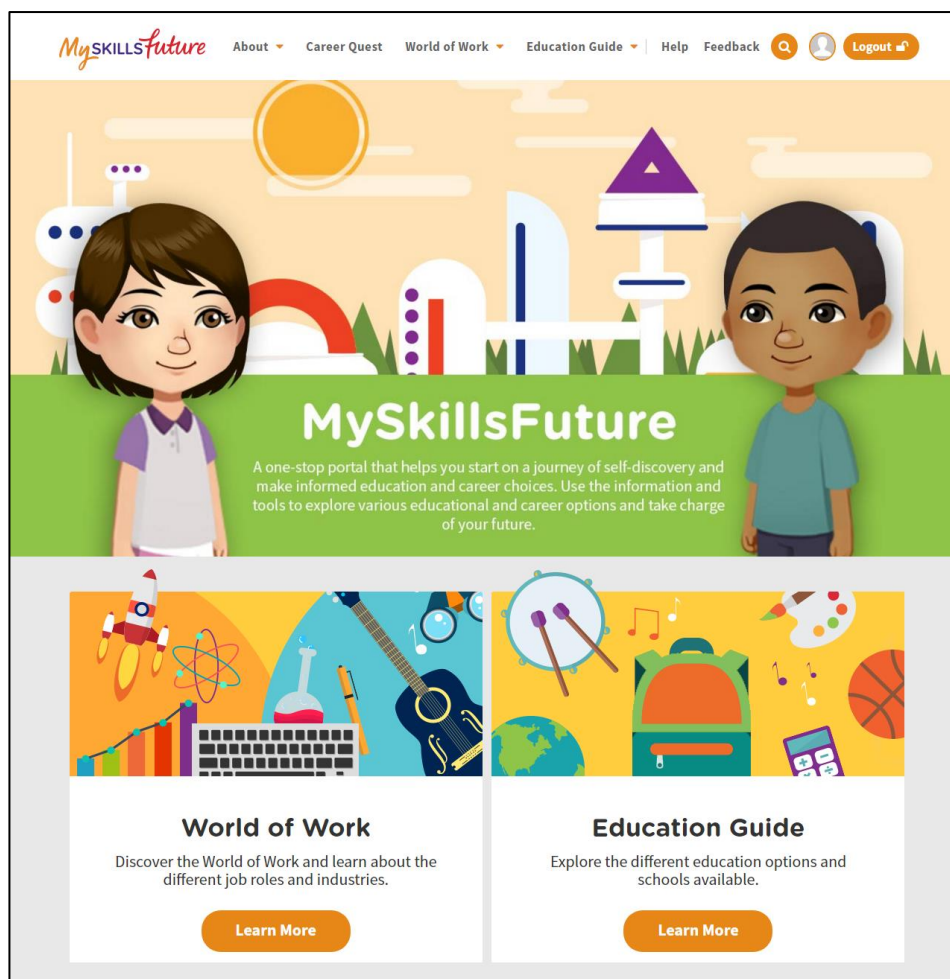 MySKILLSfuture About Career Quest World of Work Education Guide Help Feedback Logout
MySkillsFuture
A one-stop portal that helps you start on a journey of self-discovery and
make informed education and career choices. Use the information and
tools to explore various educational and career options and take charge
of your future.
World of Work
Discover the World of Work and learn about the
different job roles and industries.
Learn More
Education Guide
Explore the different education options and
schools available.
Learn More